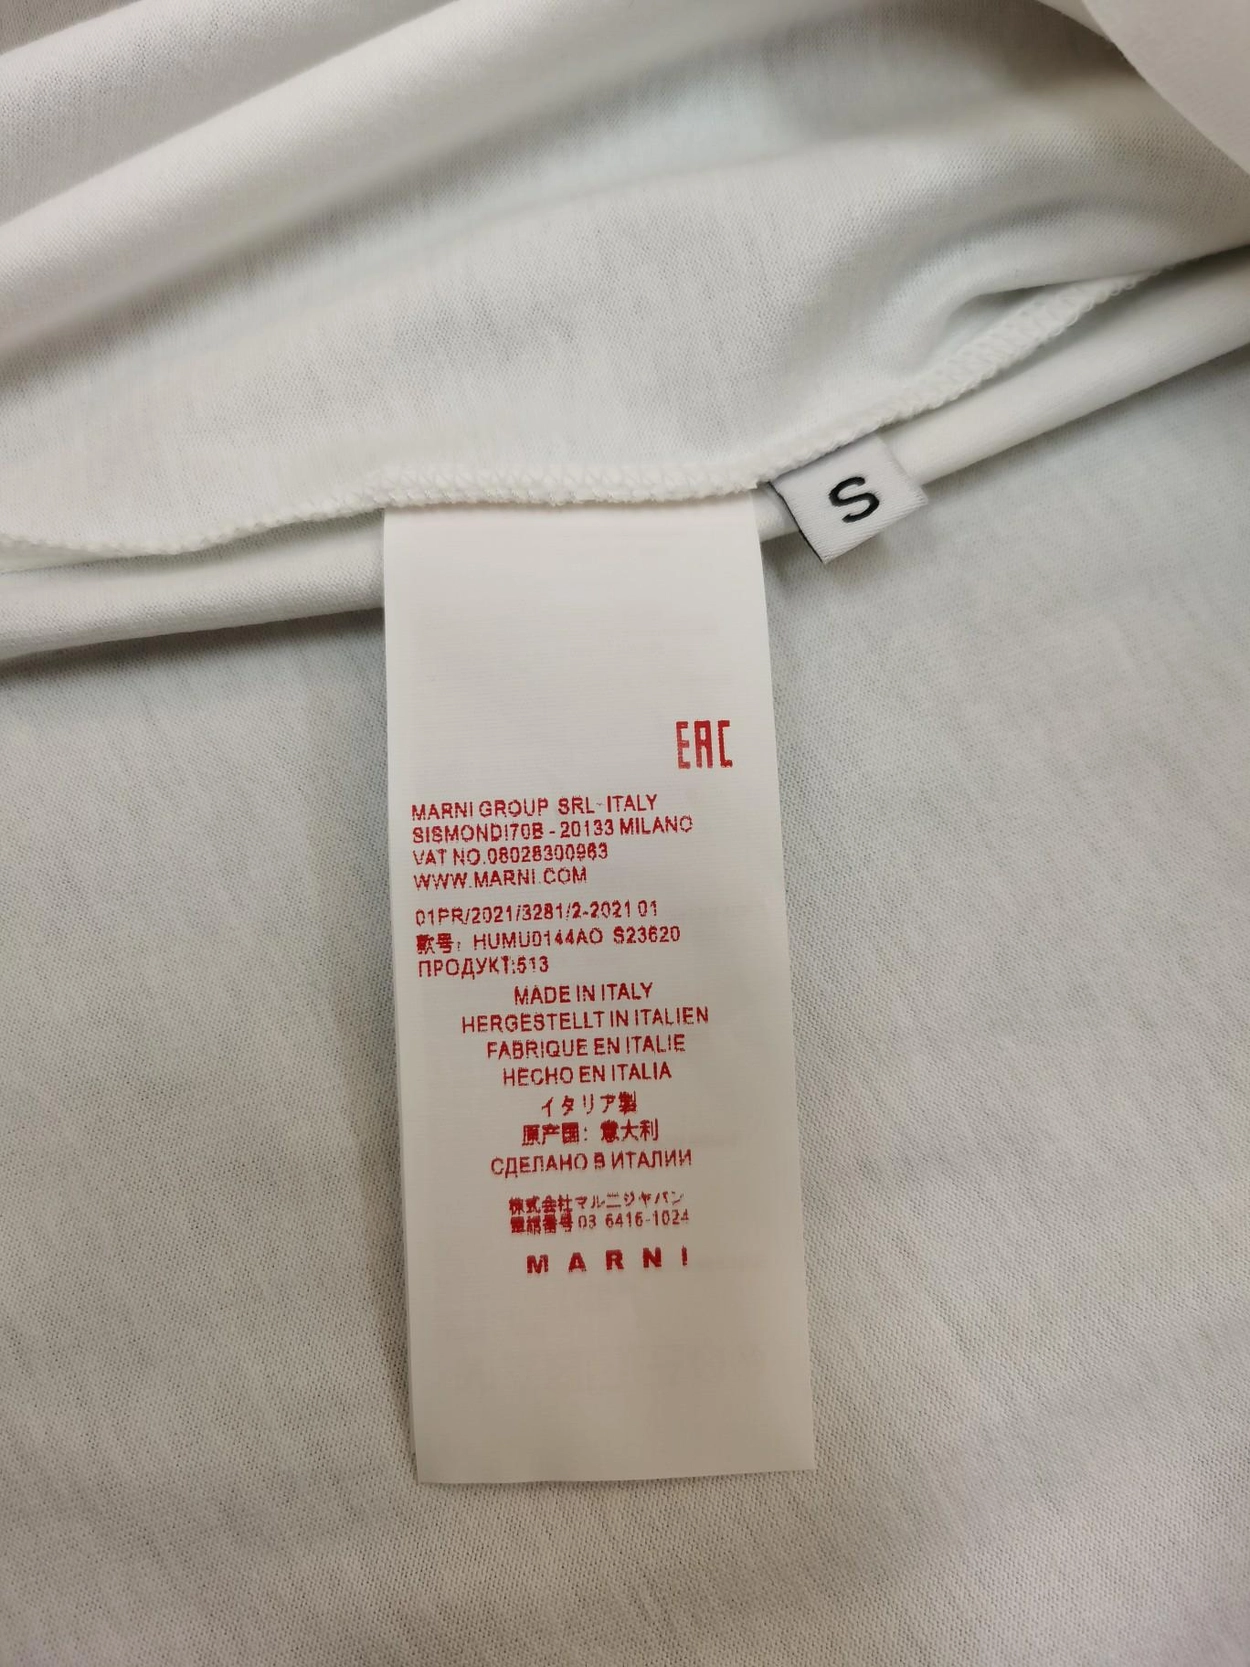 S
EAC
MARNI GROUP SRL-ITALY
SISMONDI70B - 20133 MILANO
VAT NO.08028300963
WWW.MARNI.COM
01PR/2021/3281/2-2021 01
款号: HUMU0144AO S23620
ПРОДУКТ:513
MADE IN ITALY
HERGESTELLT IN ITALIEN
FABRIQUE EN ITALIE
HECHO EN ITALIA
イタリア製
原产国: 意大利
СДЕЛАНО В ИТАЛИИ
株式会社マルニジャパン
電話番号 03 6416-1024
MARNI